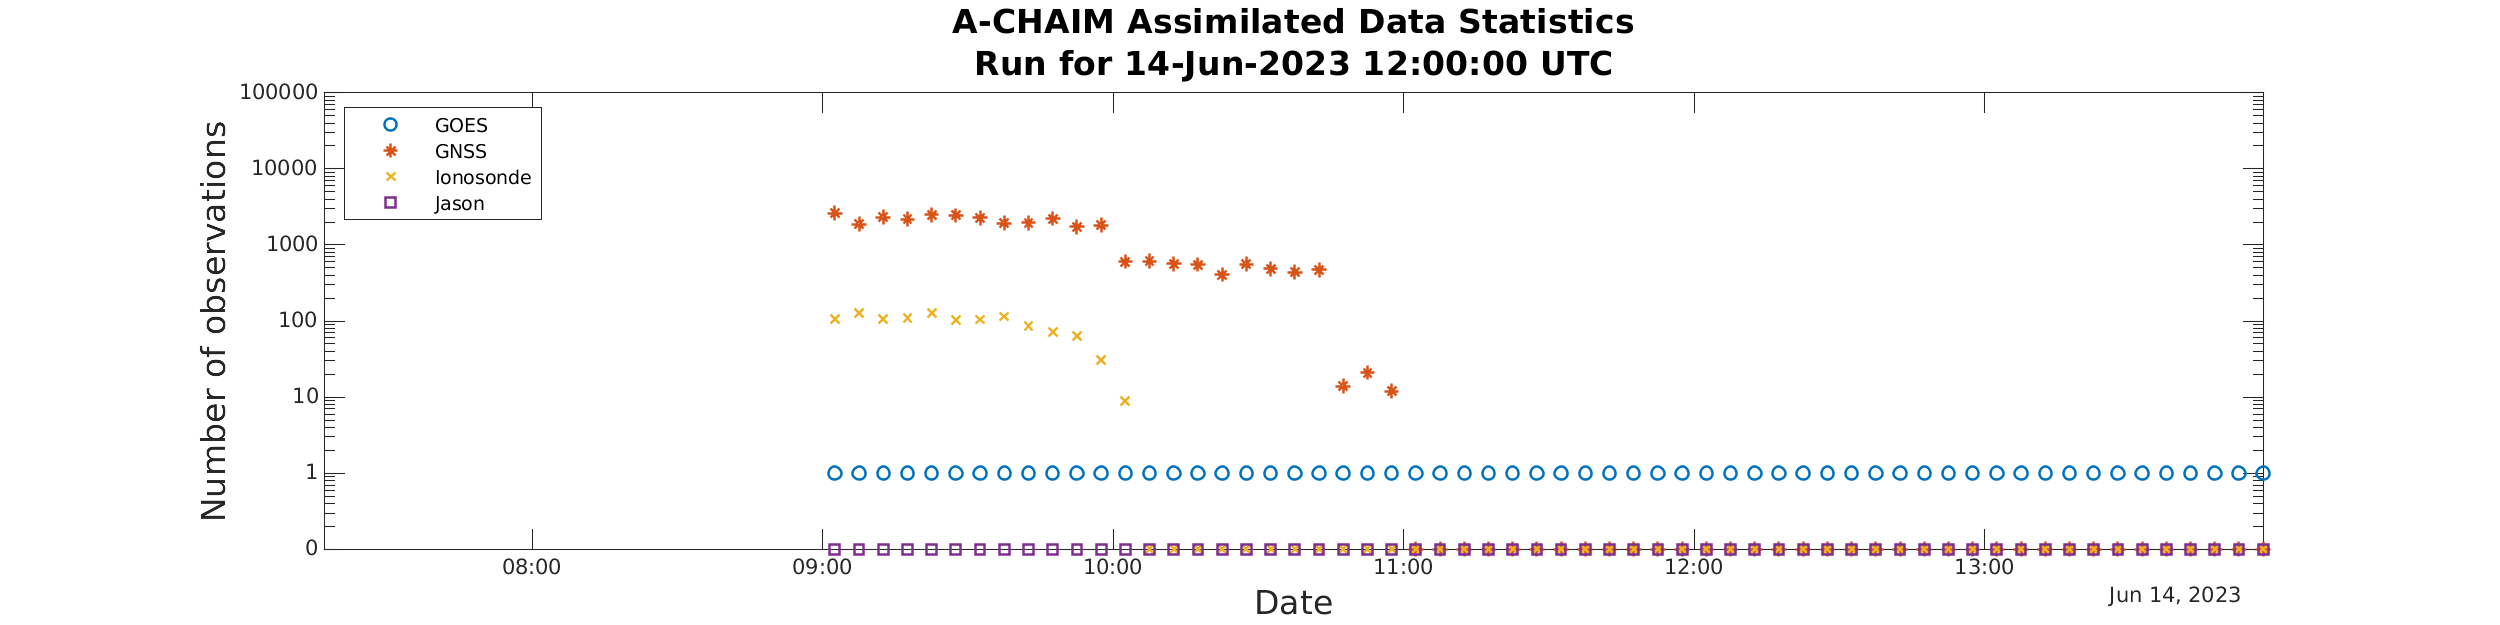 A-CHAIM Assimilated Data Statistics
Run for 14-Jun-2023 12:00:00 UTC
Number of observations
100000
10000
1000
100
10
1
0
GOES
GNSS
Ionosonde
Jason
08:00
09:00
10:00
11:00
12:00
13:00
Date
Jun 14, 2023